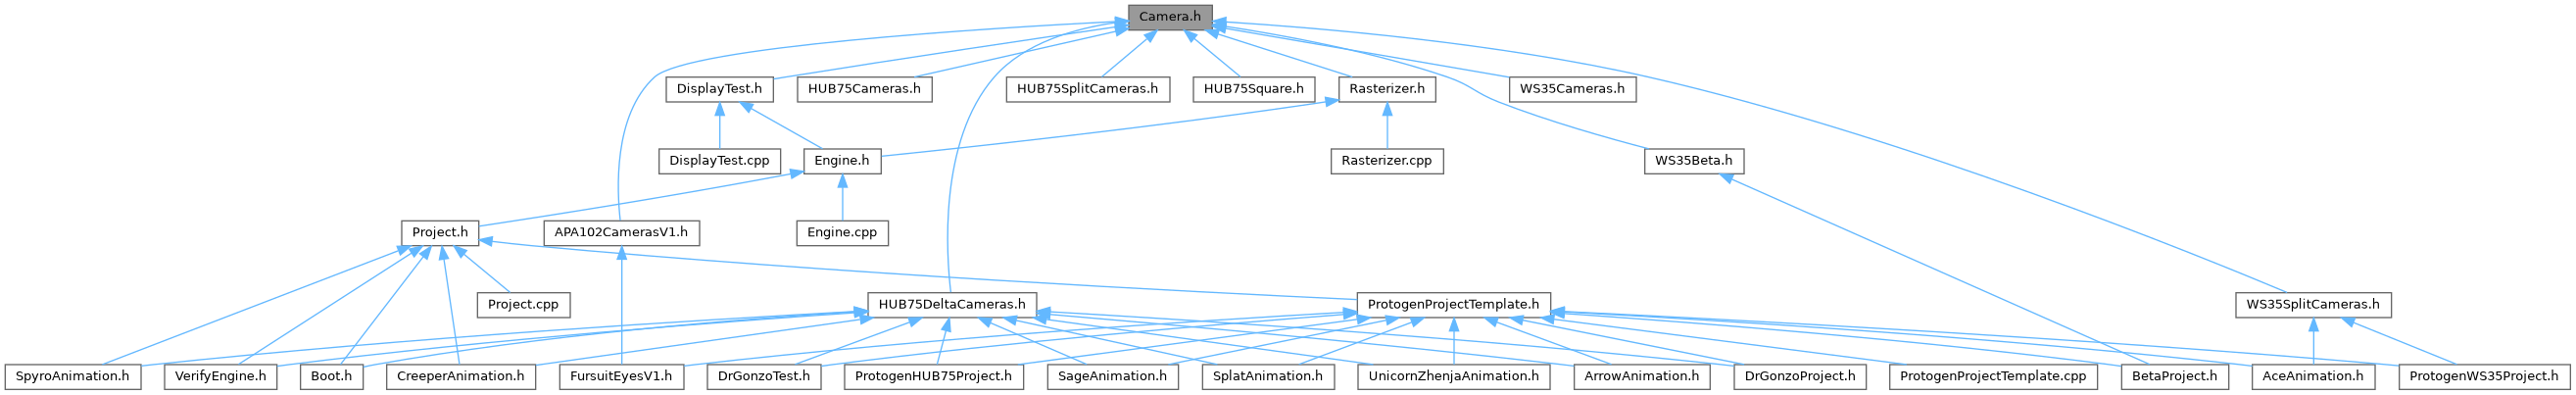 Camera.h
DisplayTest.h
HUB75Cameras.h
HUB75SplitCameras.h
HUB75Square.h
Rasterizer.h
WS35Cameras.h
DisplayTest.cpp
Engine.h
Rasterizer.cpp
WS35Beta.h
Project.h
APA102CamerasV1.h
Engine.cpp
Project.cpp
HUB75DeltaCameras.h
ProtogenProjectTemplate.h
WS35SplitCameras.h
SpyroAnimation.h
VerifyEngine.h
Boot.h
CreeperAnimation.h
FursuitEyesV1.h
DrGonzoTest.h
ProtogenHUB75Project.h
SageAnimation.h
SplatAnimation.h
UnicornZhenjaAnimation.h
ArrowAnimation.h
DrGonzoProject.h
ProtogenProjectTemplate.cpp
BetaProject.h
AceAnimation.h
ProtogenWS35Project.h